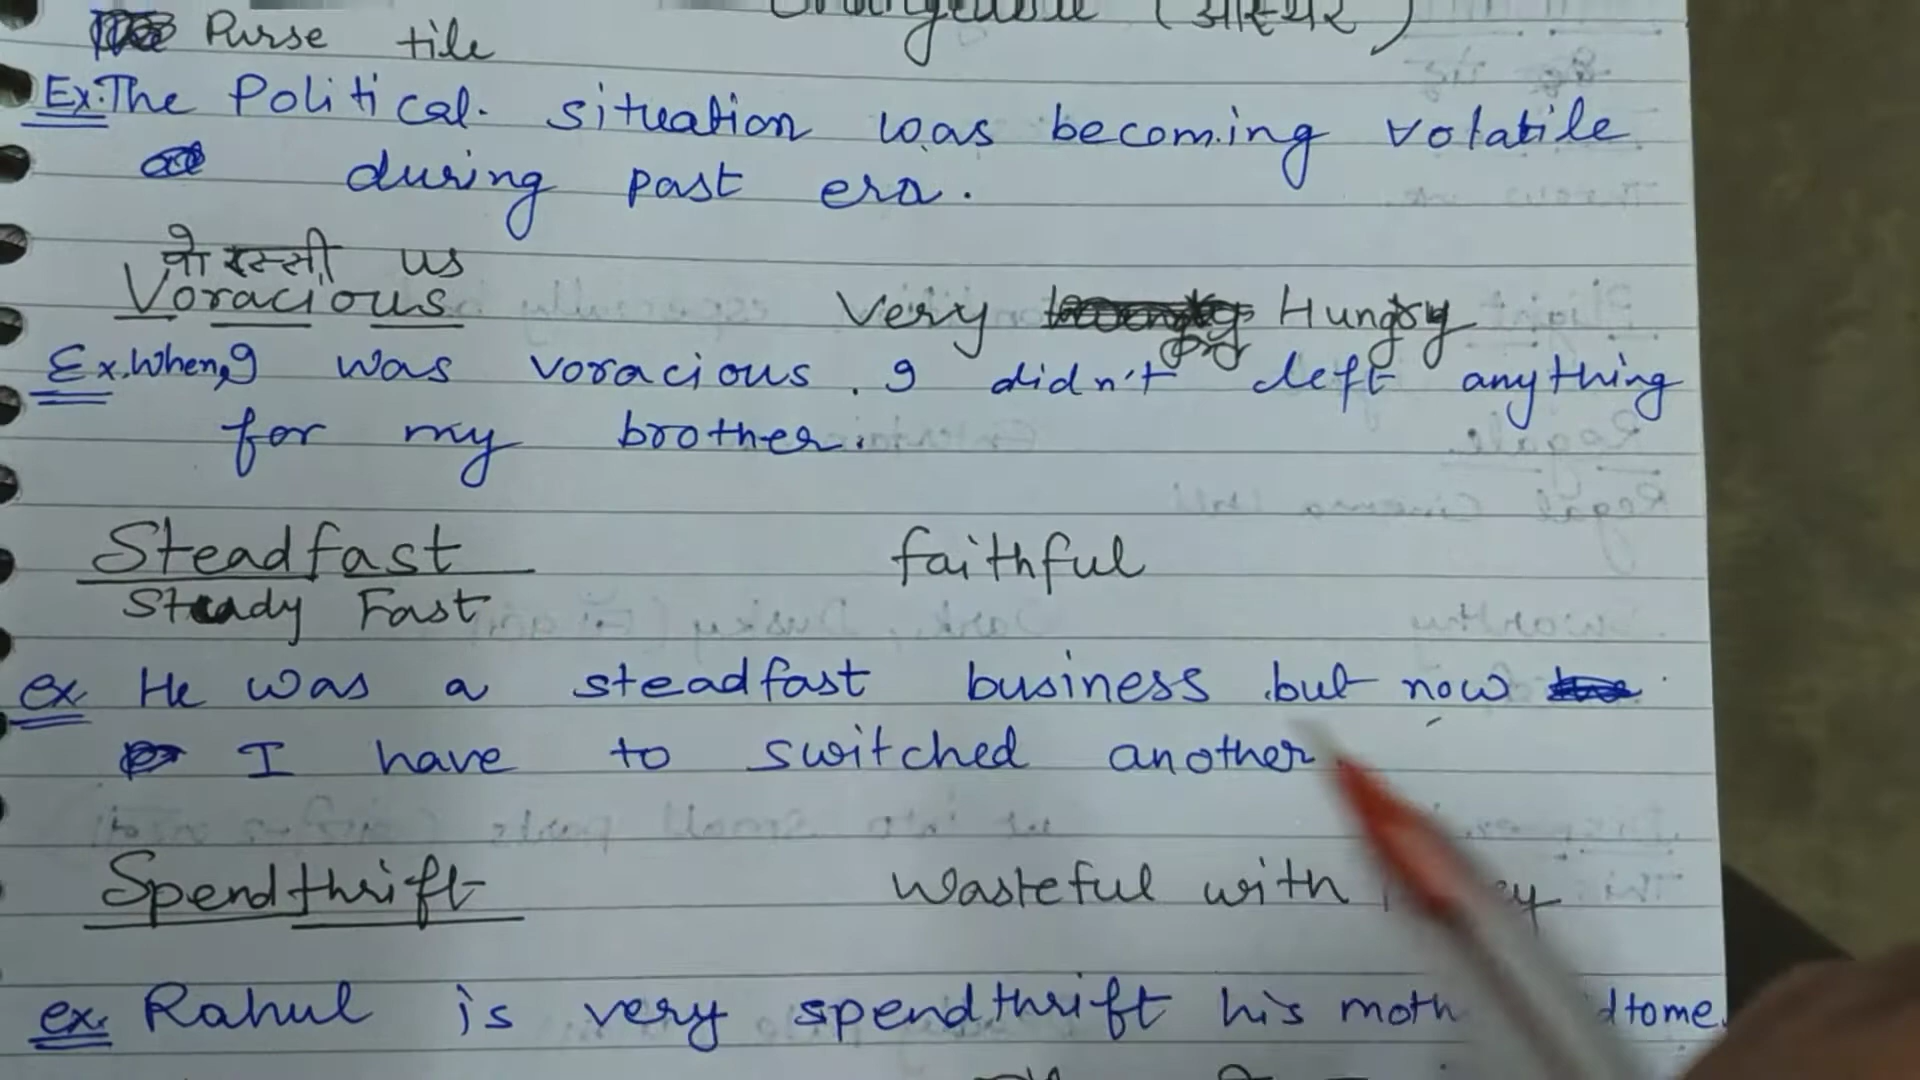 Changeable (अस्थिर)
Purse tile
Ex: The Political situation was becoming volatile
during past era.
वो रस्सी us
Voracious Very Hungry
Ex. When, I was voracious. I didn't left anything
for my brother.
Steadfast faithful
Steady Fast
ex He was a steadfast business but now
I have to switched another.
Spendthrift Wasteful with
ex. Rahul is very spendthrift his